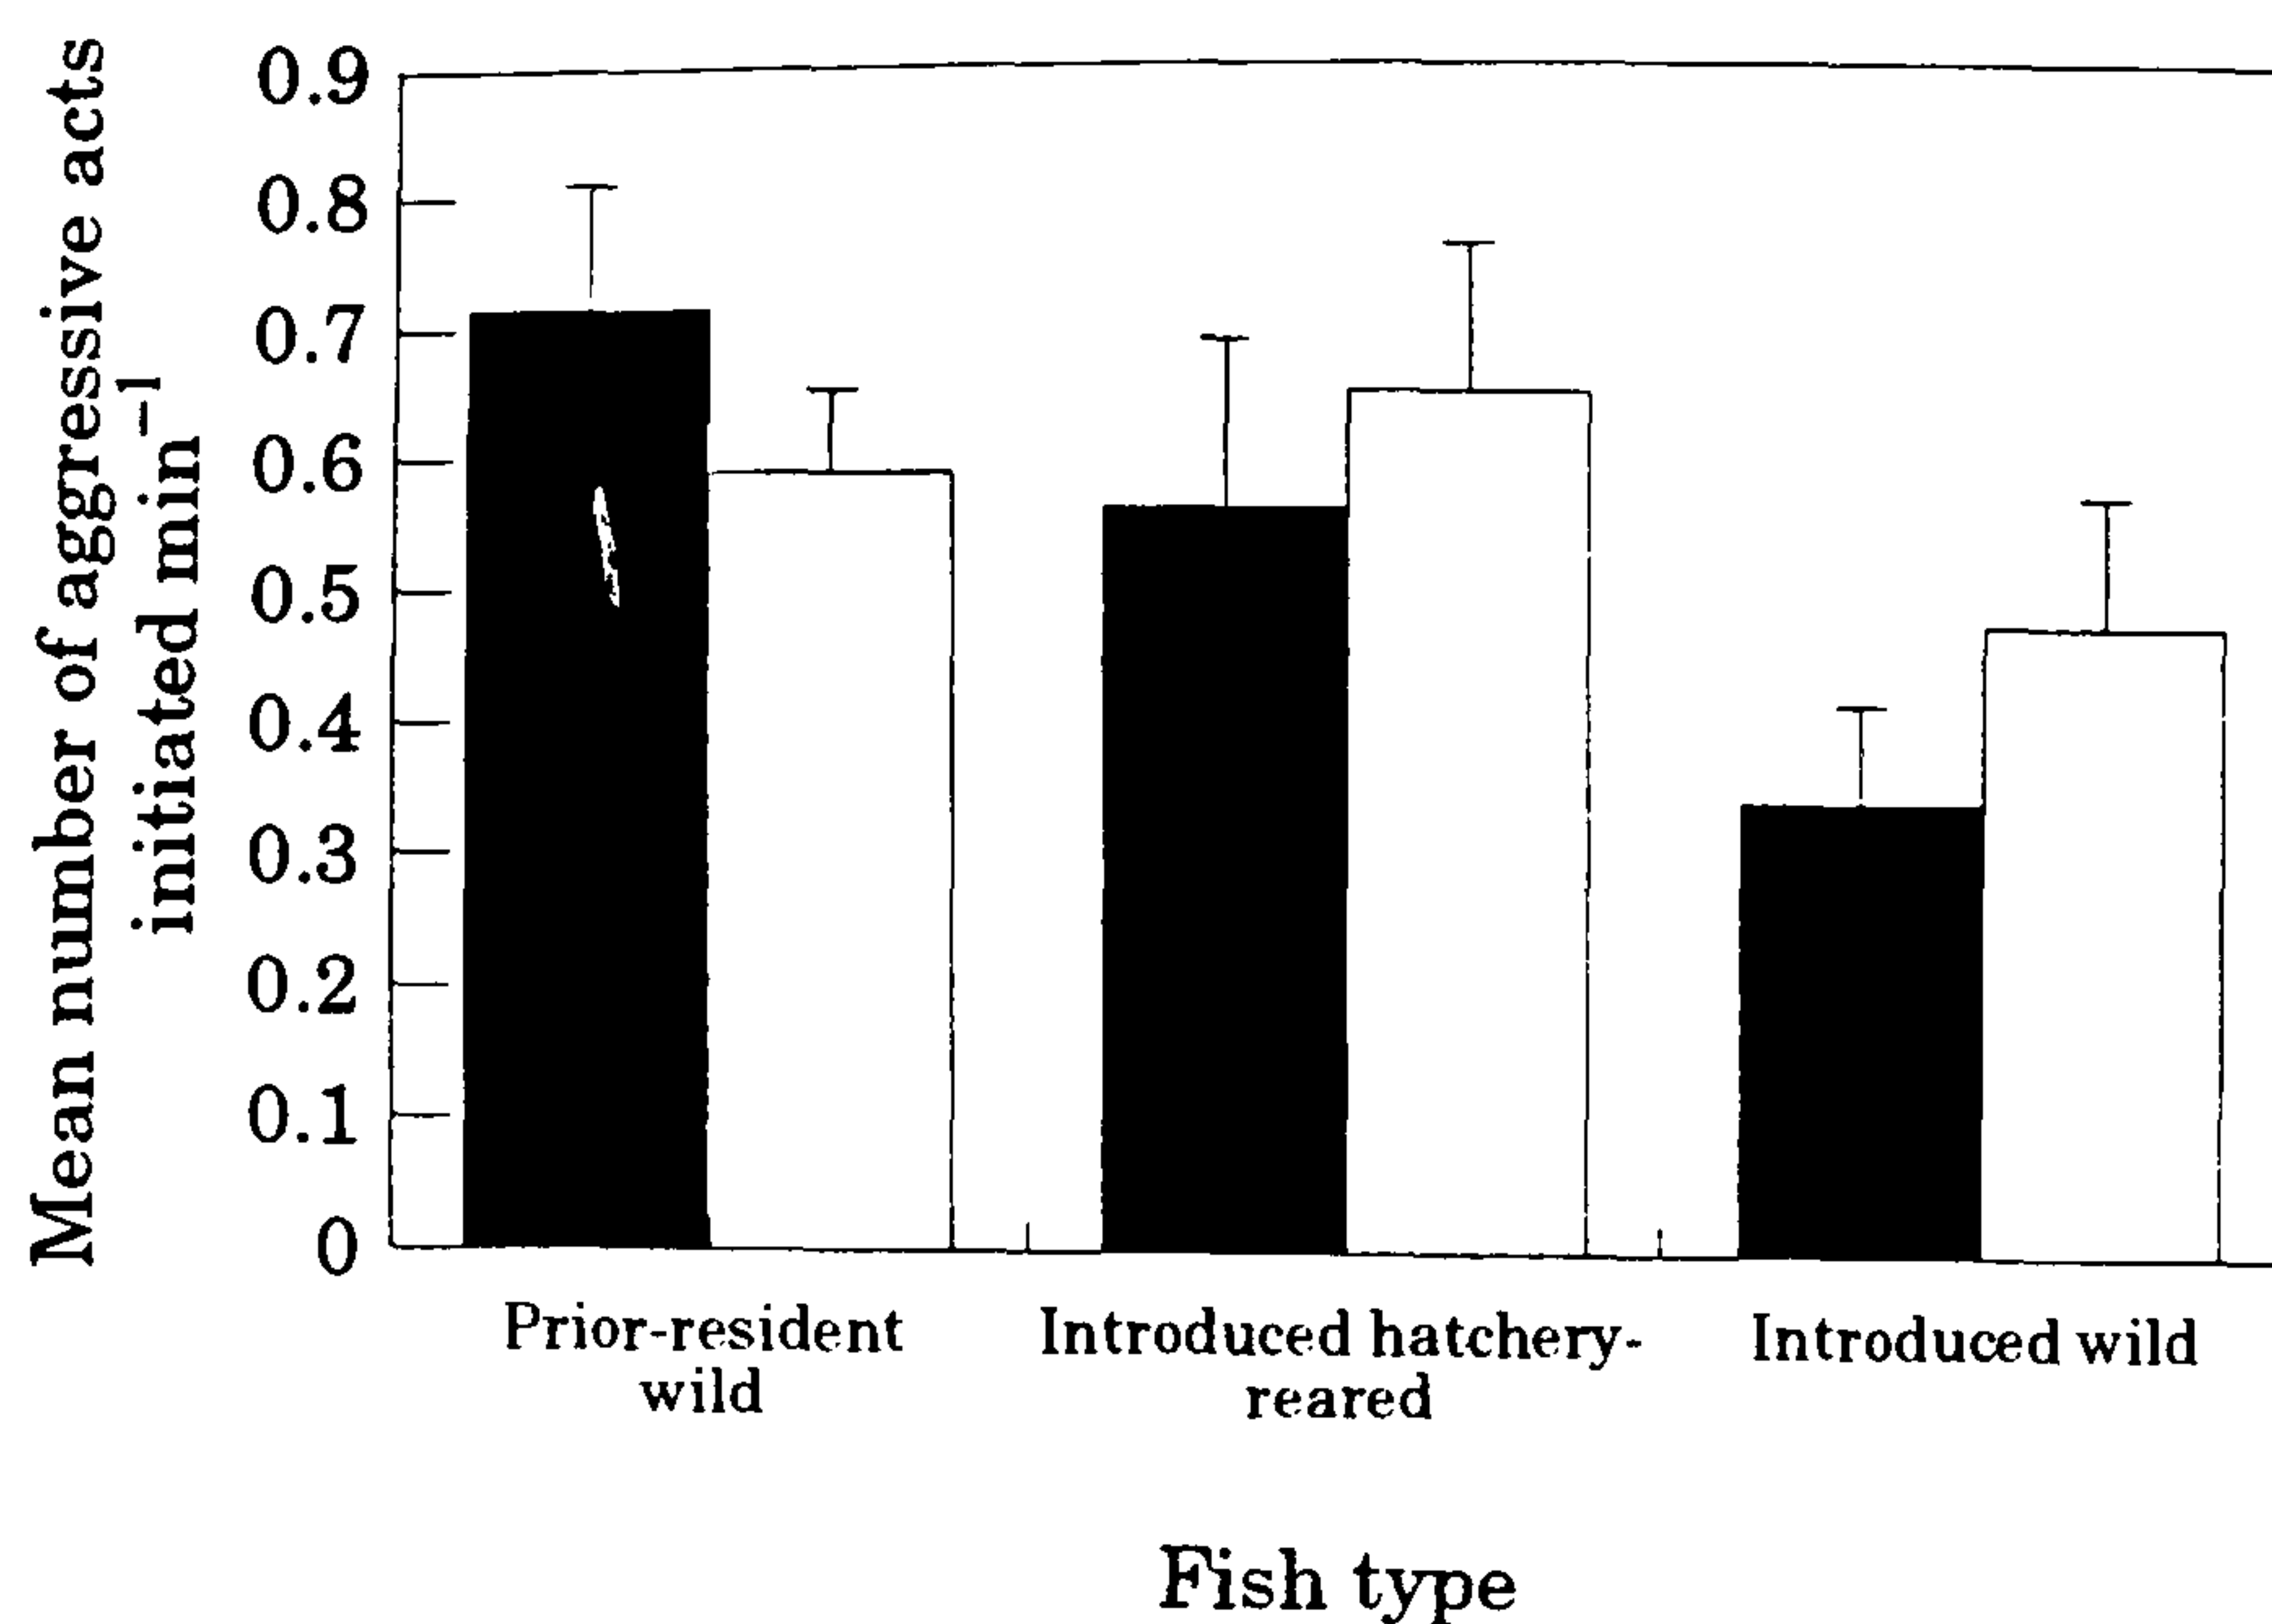 Mean number of aggressive acts
initiated min⁻¹
0.9
0.8
0.7
0.6
0.5
0.4
0.3
0.2
0.1
0
Prior-resident
wild
Introduced hatchery-
reared
Introduced wild
Fish type